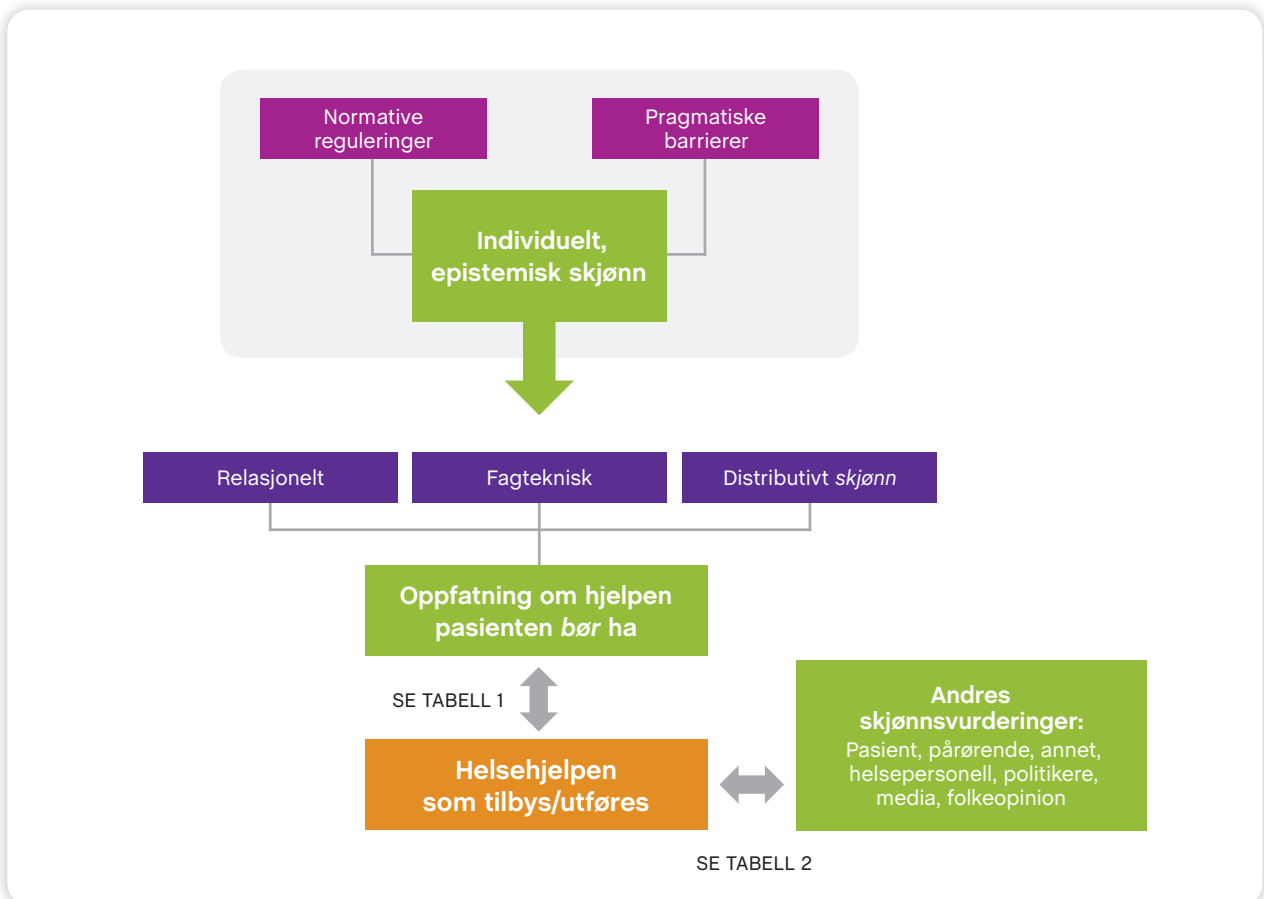 Normative
reguleringer
Pragmatiske
barrierer
Individuelt,
epistemisk skjønn
Relasjonelt
Fagteknisk
Distributivt skjønn
Oppfatning om hjelpen
pasienten bør ha
SE TABELL 1
Helsehjelpen
som tilbys/utføres
Andres
skjønnsvurderinger:
Pasient, pårørende, annet,
helsepersonell, politikere,
media, folkeopinion
SE TABELL 2